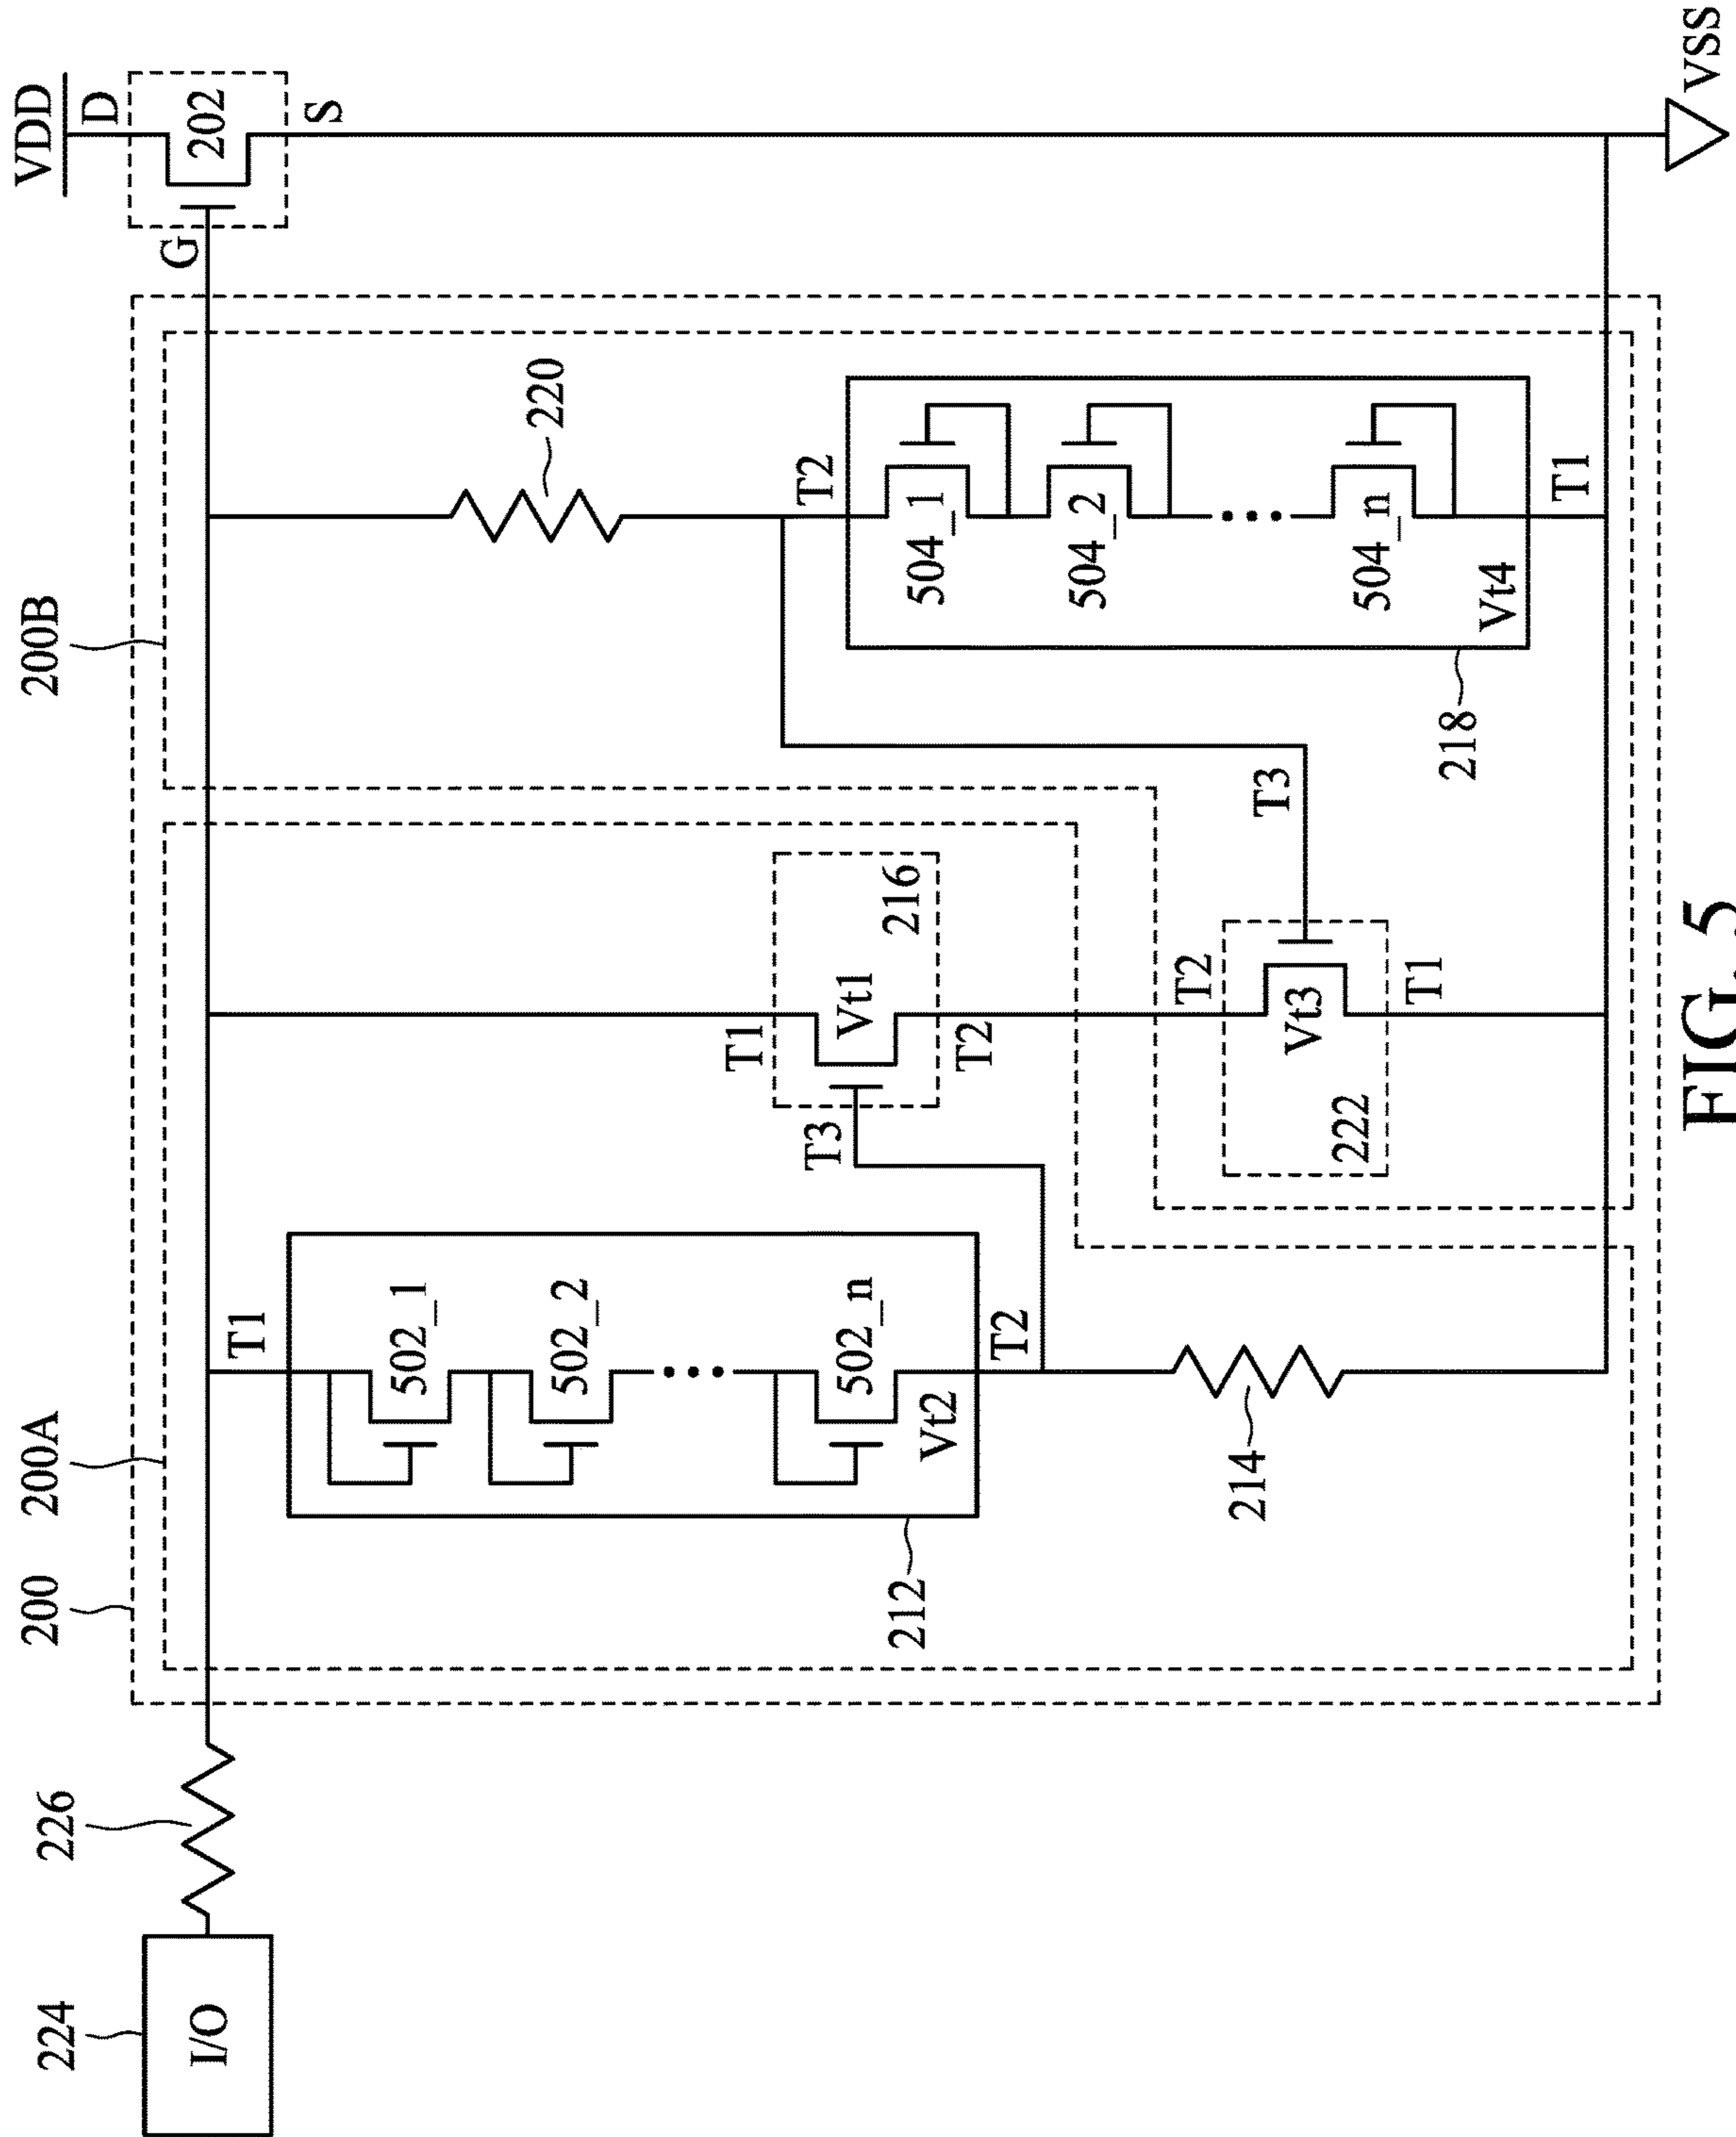 224
I/O
226
200
200A
200B
VDD
D
G
202
S
T1
502_1
502_2
502_n
Vt2
T2
212
214
T1
Vt1
216
T3
T2
T2
Vt3
222
T3
T1
220
T2
504_1
504_2
504_n
Vt4
218
T1
VSS
FIG. 5